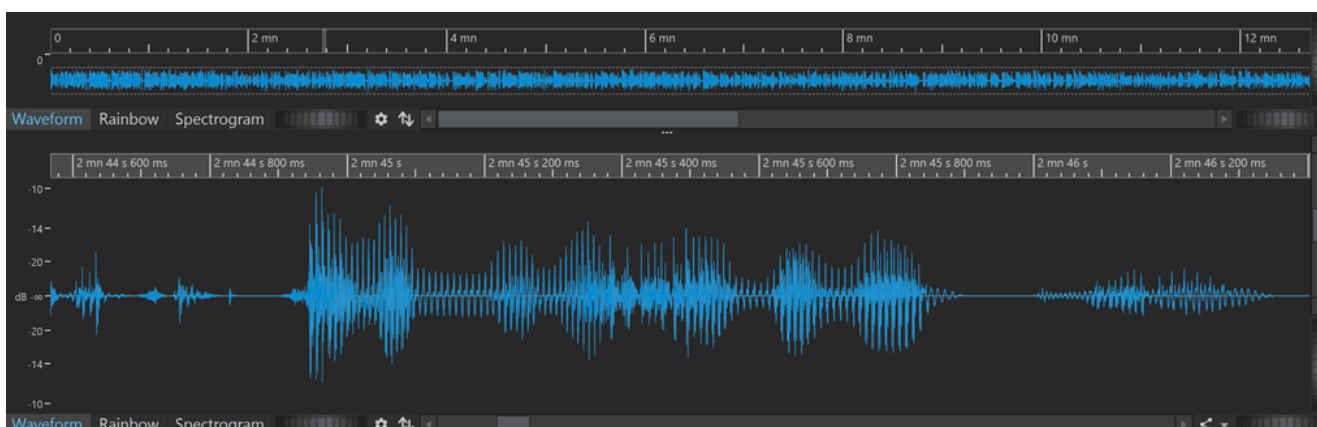 0 2 mn 4 mn 6 mn 8 mn 10 mn 12 mn
0
Waveform Rainbow Spectrogram
2 mn 44 s 600 ms 2 mn 44 s 800 ms 2 mn 45 s 2 mn 45 s 200 ms 2 mn 45 s 400 ms 2 mn 45 s 600 ms 2 mn 45 s 800 ms 2 mn 46 s 2 mn 46 s 200 ms
-10
-14
-20
dB -∞
-20
-14
-10
Waveform Rainbow Spectrogram